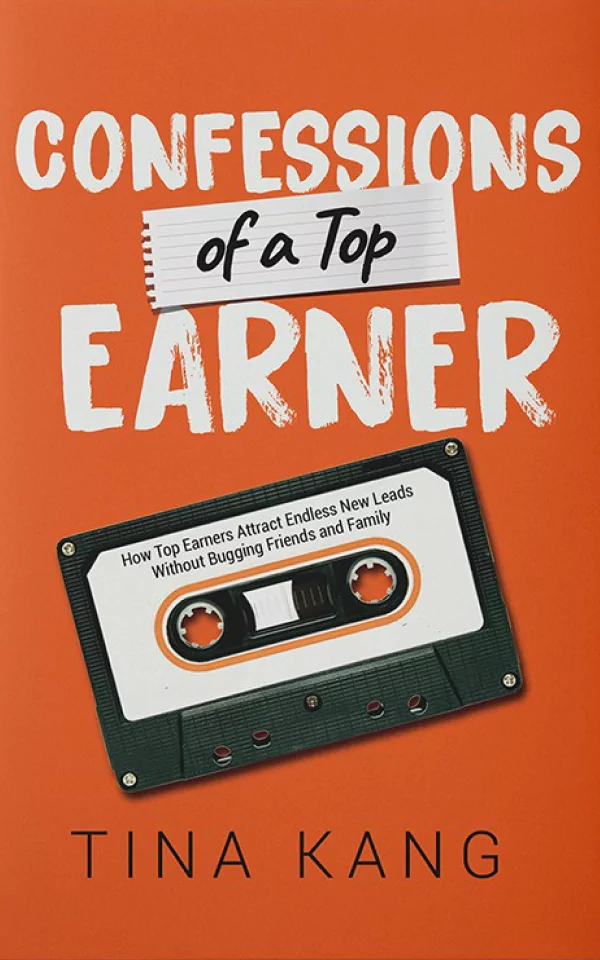 CONFESSIONS
of a Top
EARNER
How Top Earners Attract Endless New Leads
Without Bugging Friends and Family
TINA KANG